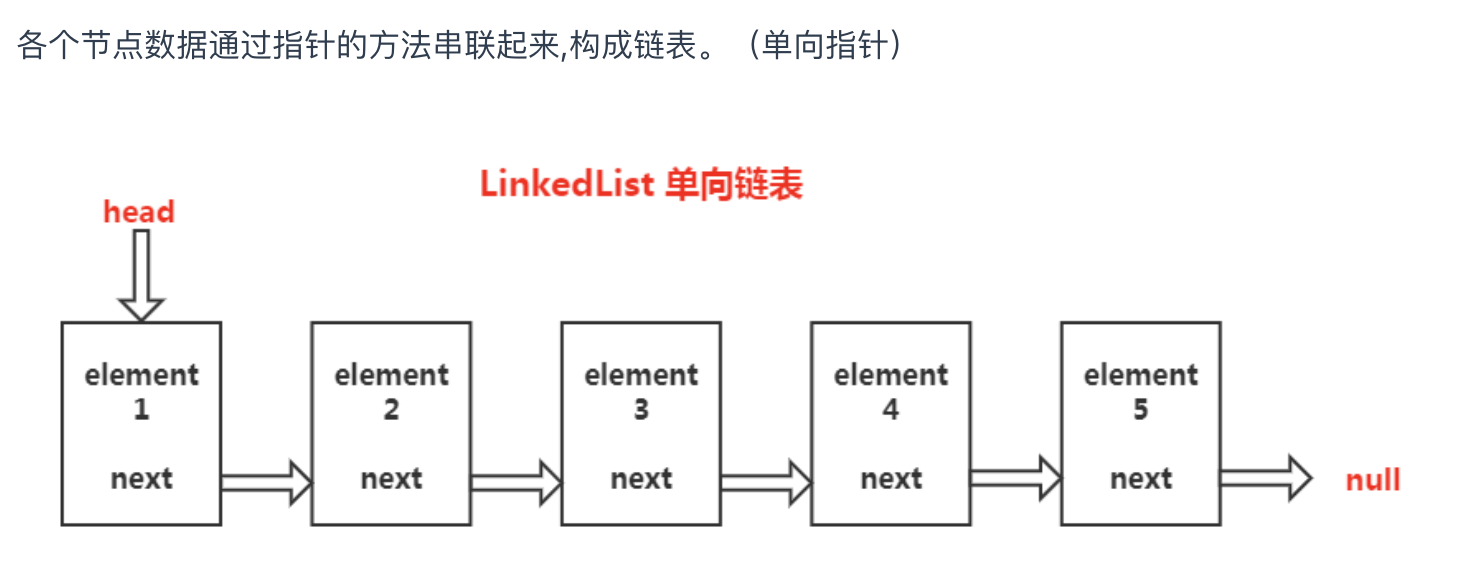 各个节点数据通过指针的方法串联起来,构成链表。（单向指针）
LinkedList 单向链表
head
element
1
next
element
2
next
element
3
next
element
4
next
element
5
next
null